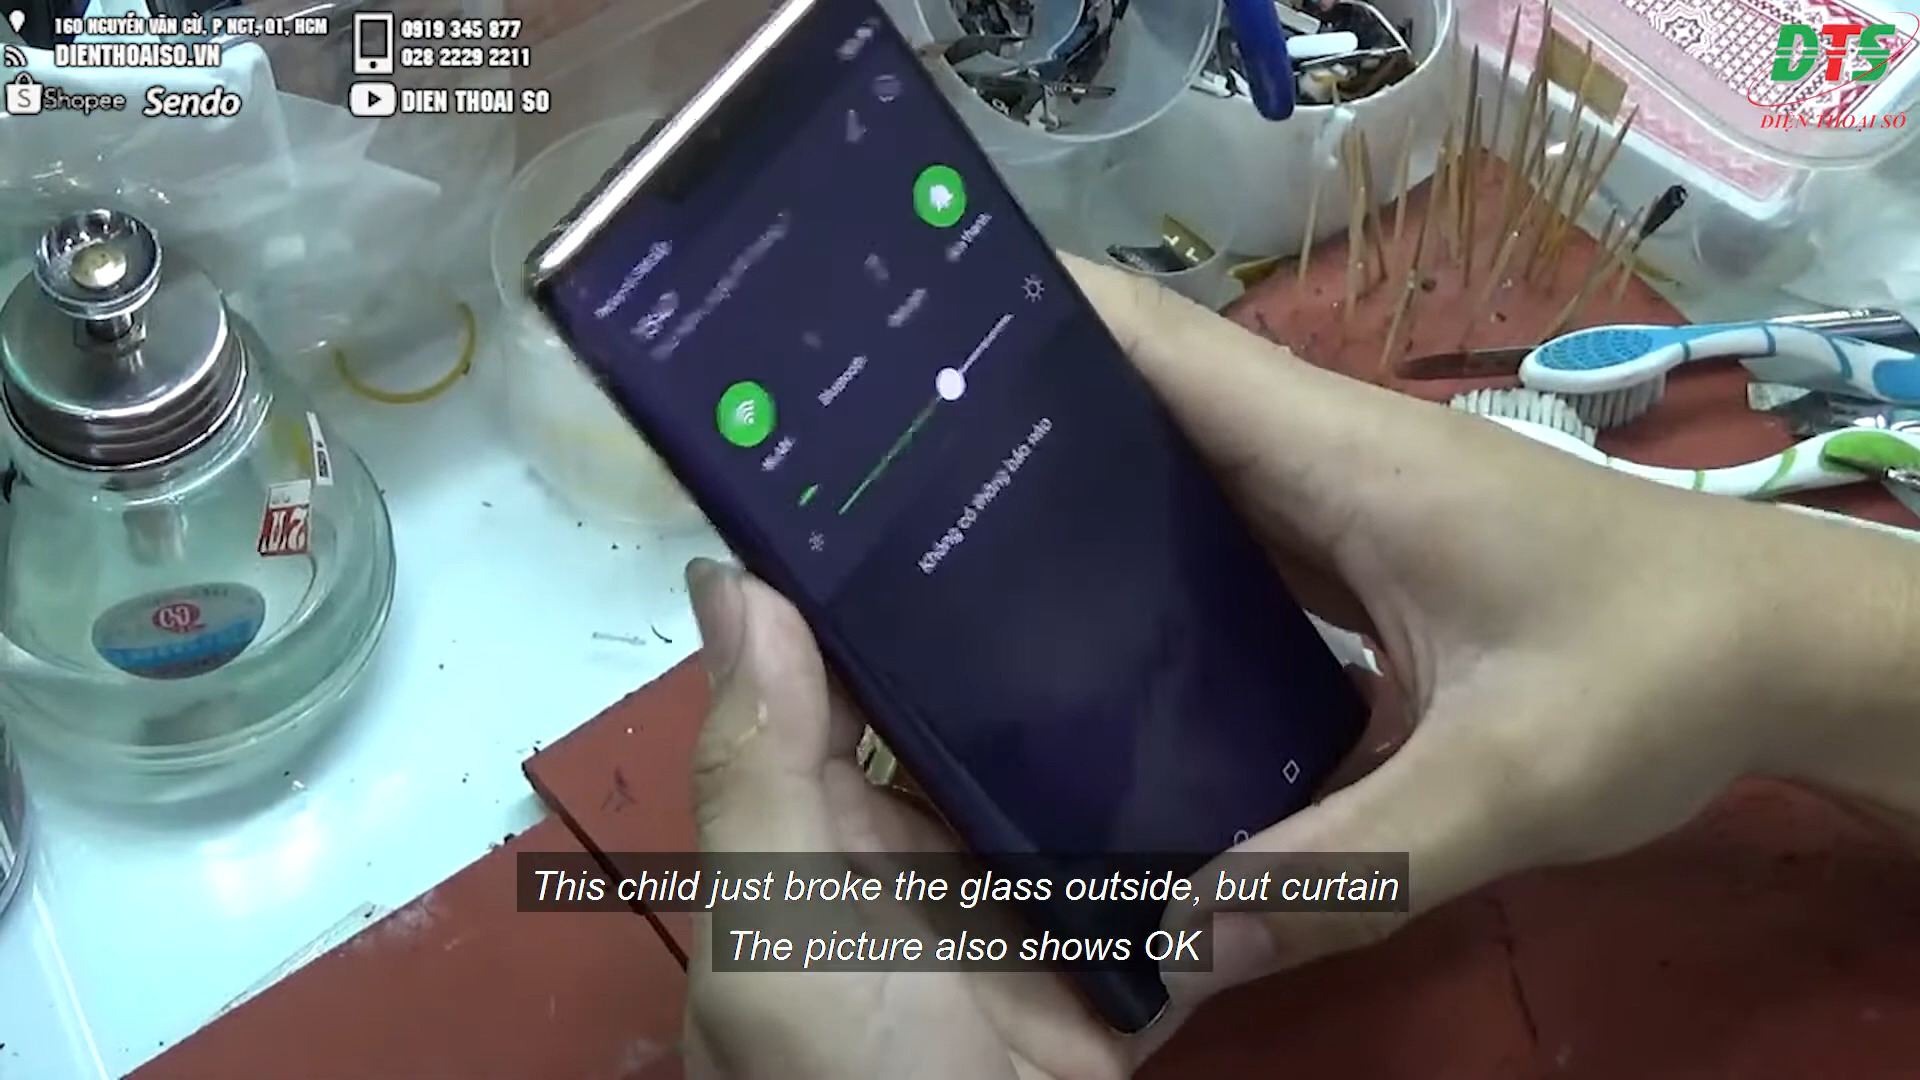 160 NGUYỄN VĂN CỪ, P NCT, Q1, HCM
DIENTHOAISO.VN
Shopee Sendo
0919 345 877
028 2229 2211
DIEN THOAI SO
DTS
ĐIỆN THOẠI SỐ
Bluetooth
WLAN
Không có thông báo nào
This child just broke the glass outside, but curtain
The picture also shows OK